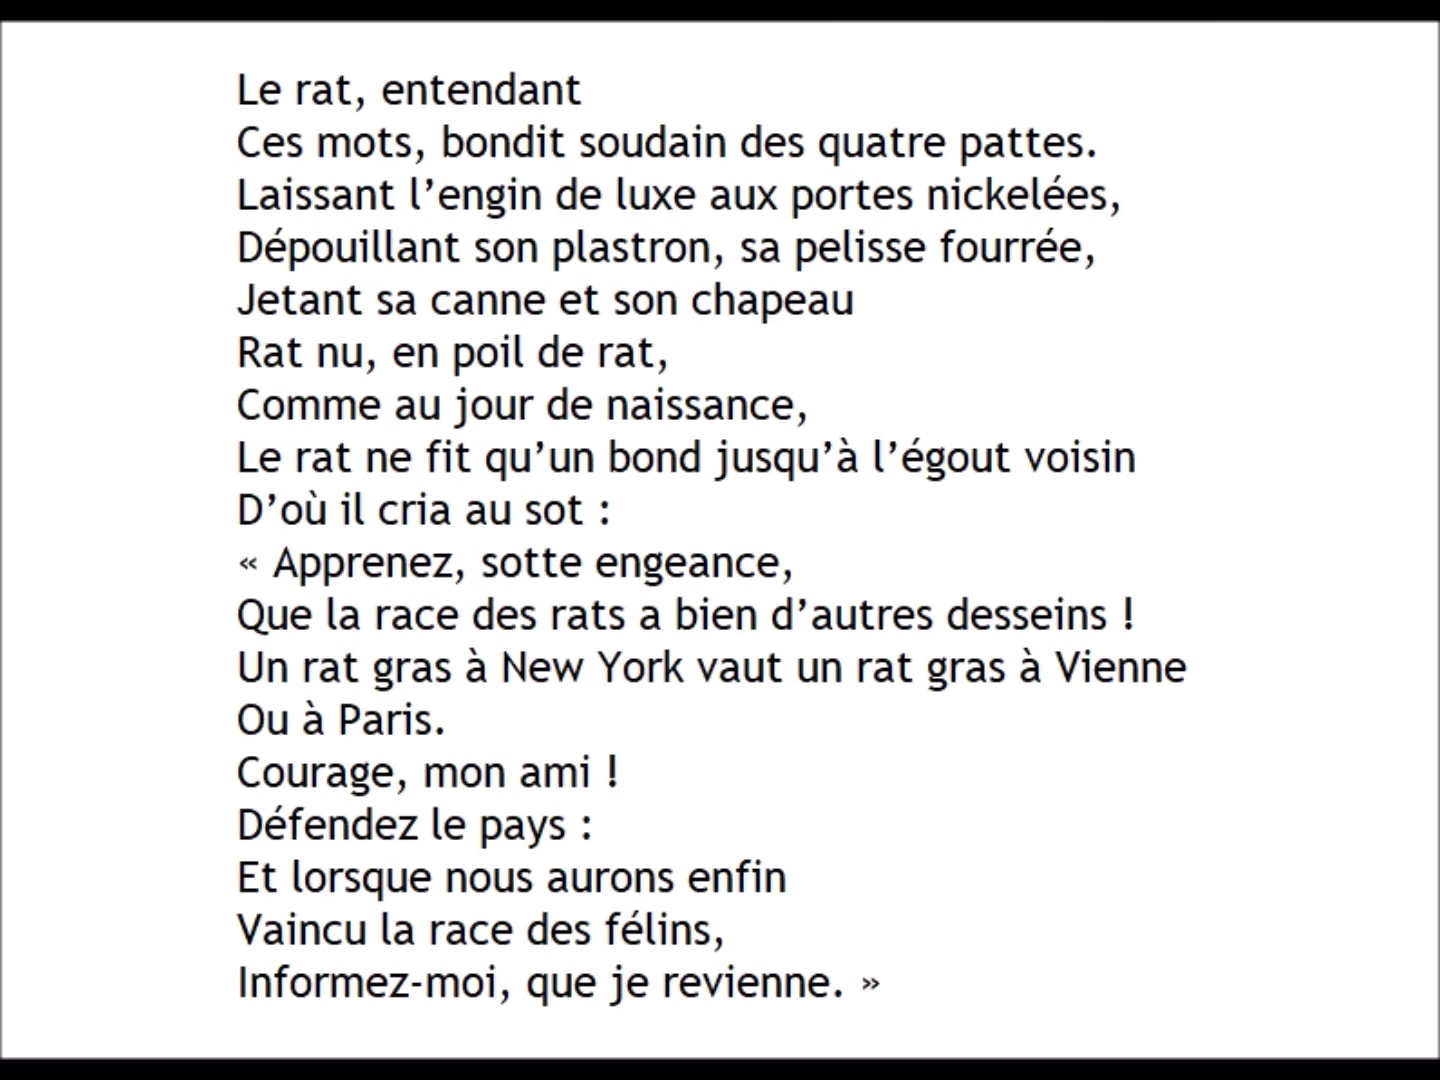 Le rat, entendant
Ces mots, bondit soudain des quatre pattes.
Laissant l’engin de luxe aux portes nickelées,
Dépouillant son plastron, sa pelisse fourrée,
Jetant sa canne et son chapeau
Rat nu, en poil de rat,
Comme au jour de naissance,
Le rat ne fit qu’un bond jusqu’à l’égout voisin
D’où il cria au sot :
« Apprenez, sotte engeance,
Que la race des rats a bien d’autres desseins !
Un rat gras à New York vaut un rat gras à Vienne
Ou à Paris.
Courage, mon ami !
Défendez le pays :
Et lorsque nous aurons enfin
Vaincu la race des félins,
Informez-moi, que je revienne. »